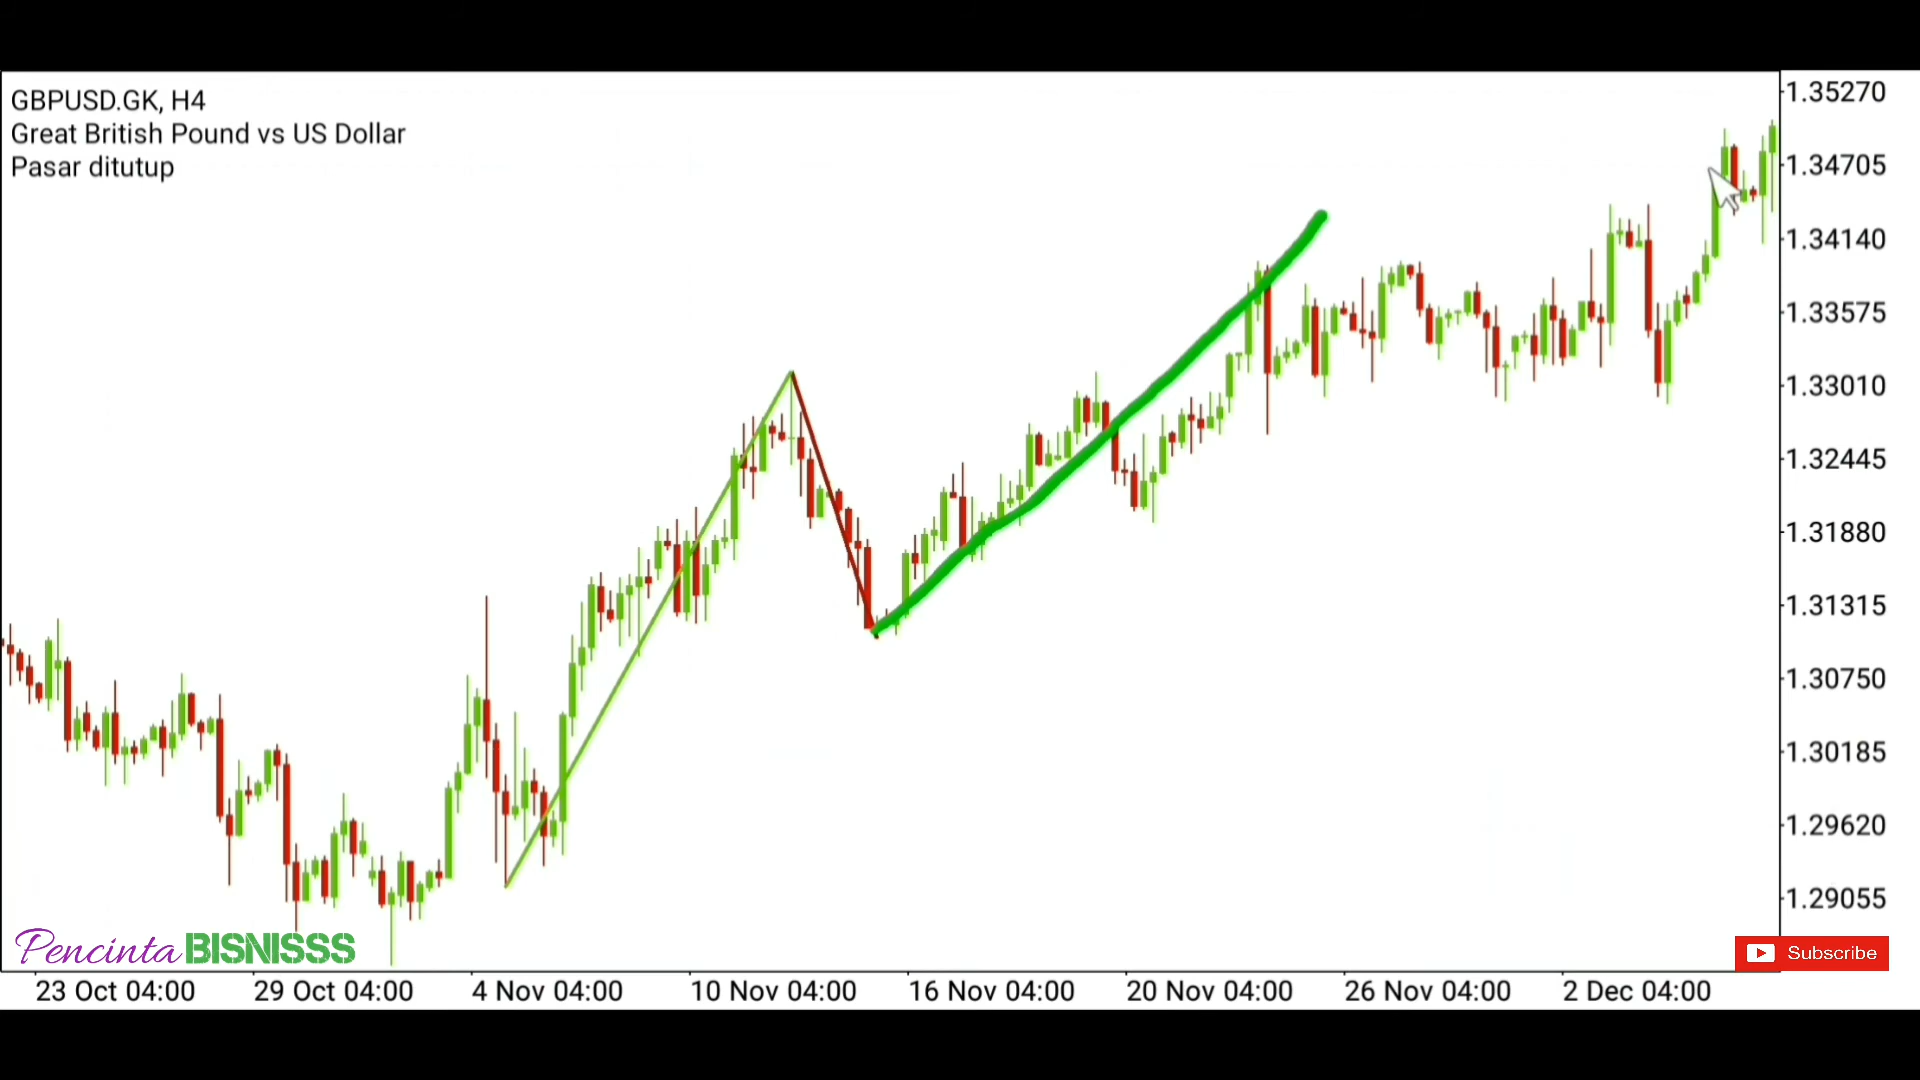 GBPUSD.GK, H4
Great British Pound vs US Dollar
Pasar ditutup
1.35270
1.34705
1.34140
1.33575
1.33010
1.32445
1.31880
1.31315
1.30750
1.30185
1.29620
1.29055
Pencinta BISNISSS
Subscribe
23 Oct 04:00 29 Oct 04:00 4 Nov 04:00 10 Nov 04:00 16 Nov 04:00 20 Nov 04:00 26 Nov 04:00 2 Dec 04:00